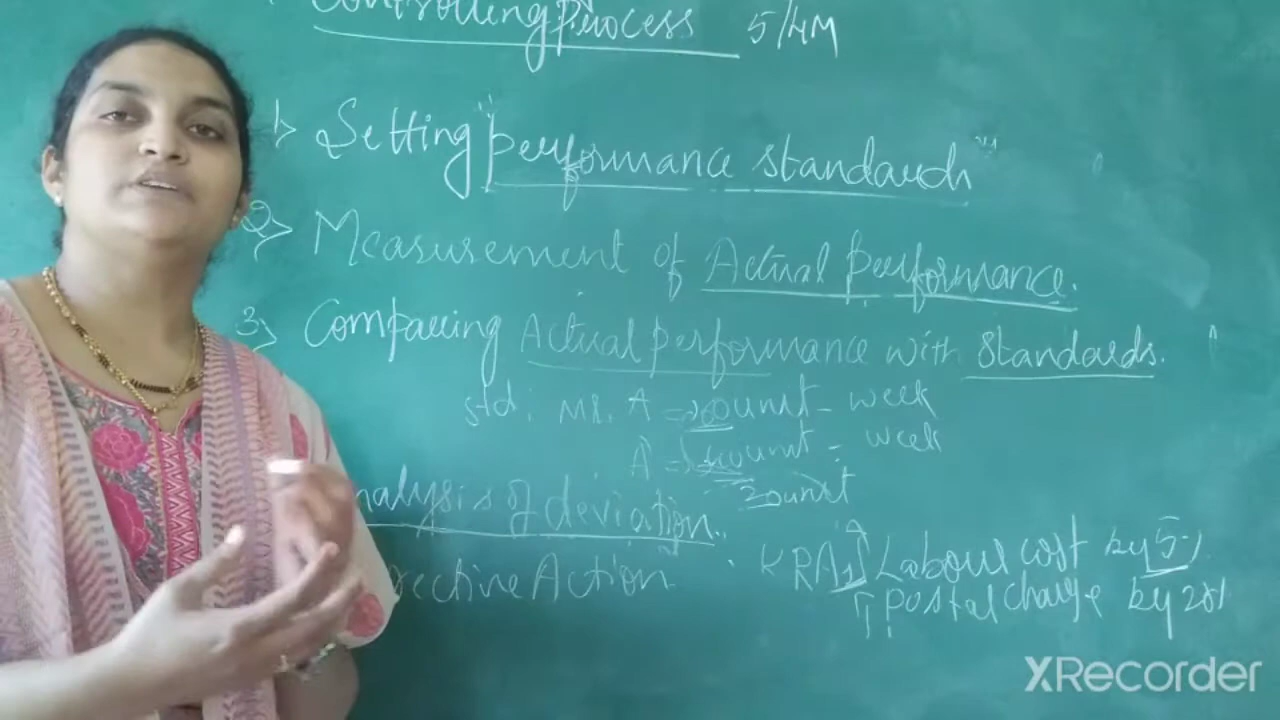 Controlling Process 5/4M
1> Setting "performance standards"
2> Measurement of Actual performance.
3> Comparing Actual performance with Standards.
std: Mr. A = unit - week
A = unit - week
20 unit
nalysis of deviation.
rective Action
KRA Labour cost by 5%
postal charge by 20%
XRecorder